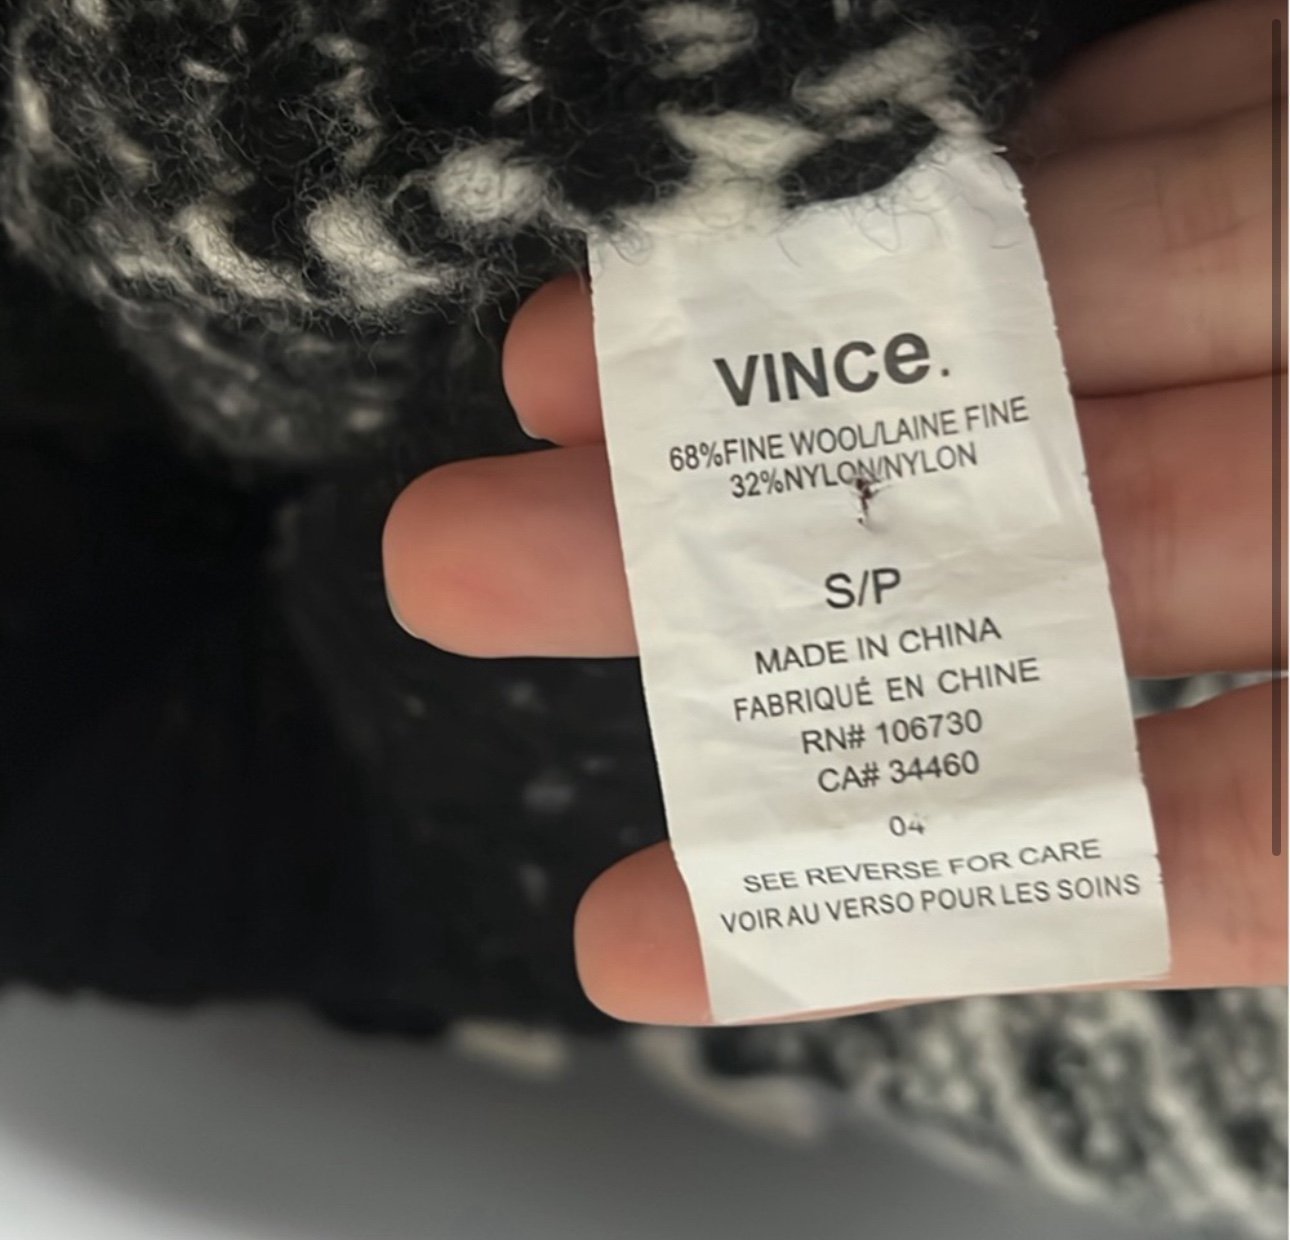 VINCe.
68%FINE WOOL/LAINE FINE
32%NYLON/NYLON
S/P
MADE IN CHINA
FABRIQUÉ EN CHINE
RN# 106730
CA# 34460
04
SEE REVERSE FOR CARE
VOIR AU VERSO POUR LES SOINS